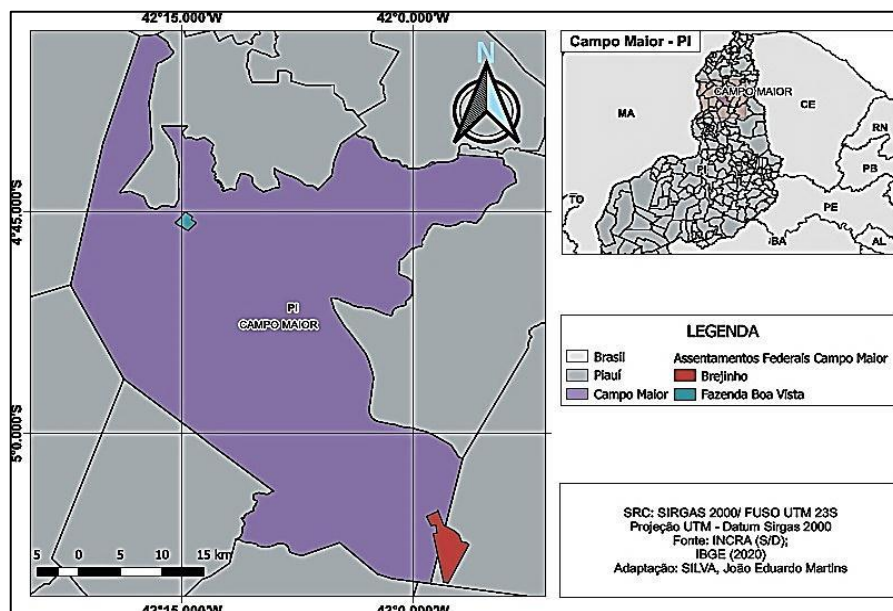 42°15.000'W 42°0.000'W
N
4°45.000'S
PI
CAMPO MAIOR
5°0.000'S
5 0 5 10 15 km
42°15.000'W 42°0.000'W
Campo Maior - PI
CAMPO MAIOR
MA
CE
RN
PB
PI
TO
PE
BA
AL
LEGENDA
Brasil
Piauí
Campo Maior
Assentamentos Federais Campo Maior
Brejinho
Fazenda Boa Vista
SRC: SIRGAS 2000/ FUSO UTM 23S
Projeção UTM - Datum Sirgas 2000
Fonte: INCRA (S/D);
IBGE (2020)
Adaptação: SILVA, João Eduardo Martins